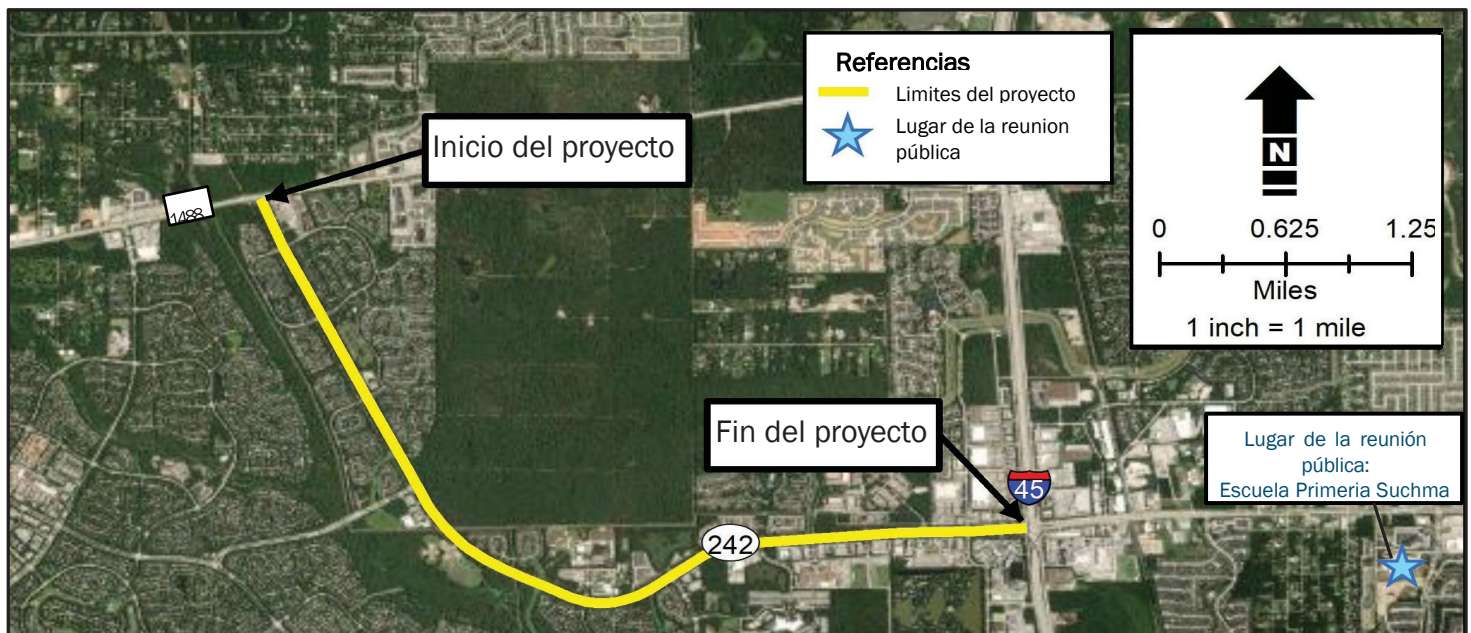 Referencias
Limites del proyecto
Lugar de la reunion
pública
Inicio del proyecto
1488
N
0 0.625 1.25
Miles
1 inch = 1 mile
Fin del proyecto
45
242
Lugar de la reunión
pública:
Escuela Primeria Suchma